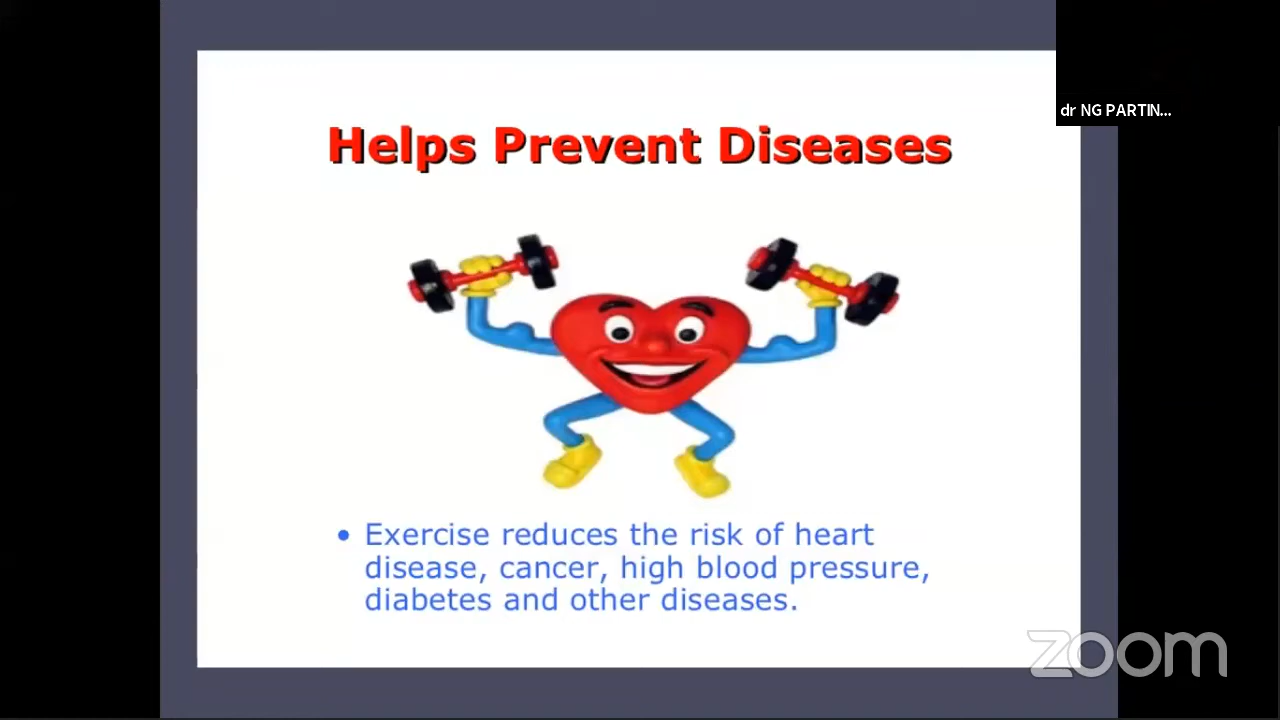 dr NG PARTIN...
Helps Prevent Diseases
• Exercise reduces the risk of heart
disease, cancer, high blood pressure,
diabetes and other diseases.
zoom